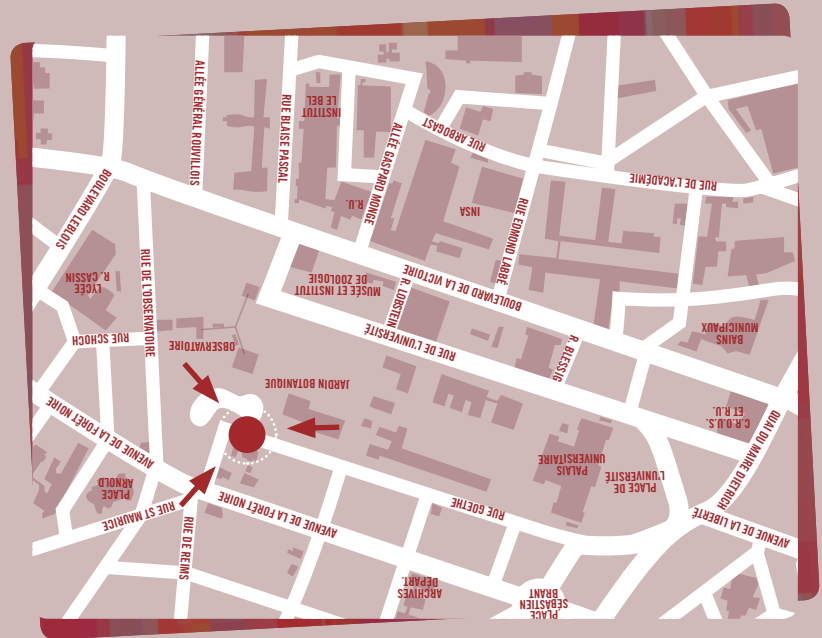 ALLÉE GÉNÉRAL ROUVILLOIS
RUE BLAISE PASCAL
INSTITUT
LE BEL
ALLÉE GASPARD MONGE
RUE ARBOGAST
RUE DE L'ACADÉMIE
BOULEVARD LEBLOIS
R.U.
INSA
RUE EDMOND LABBÉ
LYCÉE
R. CASSIN
RUE DE L'OBSERVATOIRE
MUSÉE ET INSTITUT
DE ZOOLOGIE
BOULEVARD DE LA VICTOIRE
R. LOBSTEIN
RUE DE L'UNIVERSITÉ
RUE SCHOCH
OBSERVATOIRE
BAINS
MUNICIPAUX
R. BLESSIG
JARDIN BOTANIQUE
C.R.O.U.S.
ET R.U.
QUAI DU MAIRE DIETRICH
AVENUE DE LA FORÊT NOIRE
PALAIS
UNIVERSITAIRE
PLACE DE
L'UNIVERSITÉ
PLACE
ARNOLD
RUE ST MAURICE
AVENUE DE LA FORÊT NOIRE
RUE GOETHE
AVENUE DE LA LIBERTÉ
RUE DE REIMS
ARCHIVES
DÉPART.
PLACE
SÉBASTIEN
BRANT